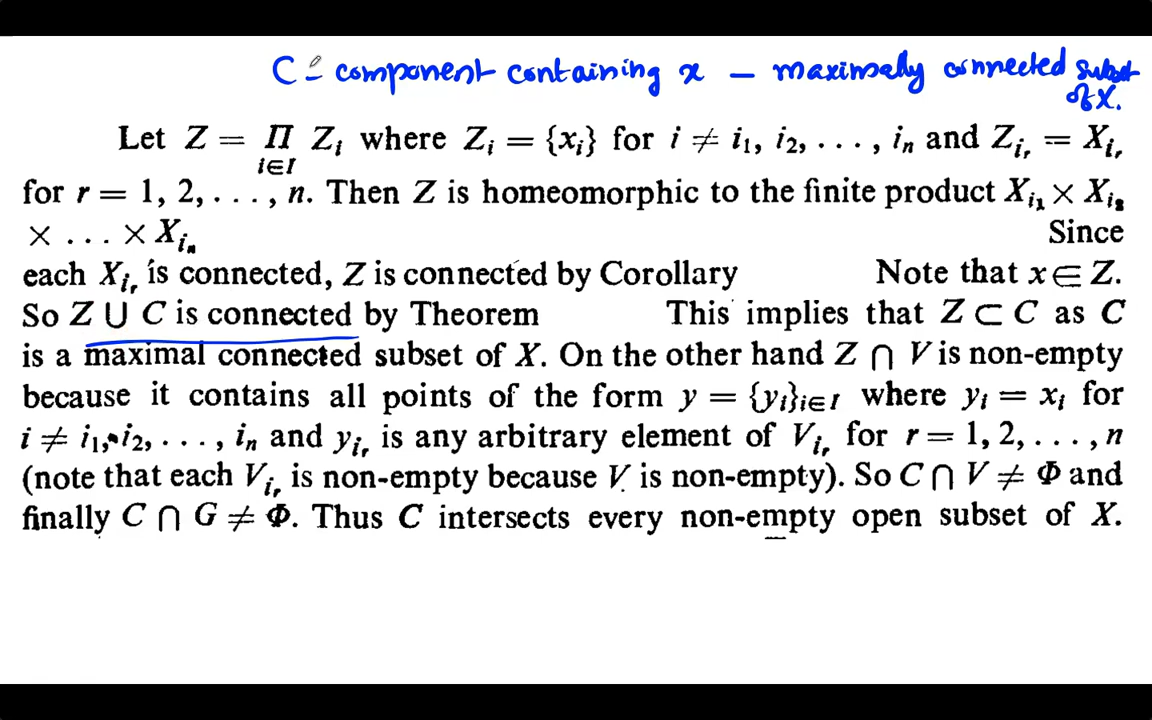 C = component containing x – maximally connected subset
of X.
Let Z = Π Z_i where Z_i = {x_i} for i ≠ i_1, i_2, . . . , i_n and Z_{i_r} = X_{i_r}
i∈I
for r = 1, 2, . . . , n. Then Z is homeomorphic to the finite product X_{i_1} × X_{i_2}
× . . . × X_{i_n} Since
each X_{i_r} is connected, Z is connected by Corollary Note that x ∈ Z.
So Z ∪ C is connected by Theorem This implies that Z ⊂ C as C
is a maximal connected subset of X. On the other hand Z ∩ V is non-empty
because it contains all points of the form y = {y_i}_{i∈I} where y_i = x_i for
i ≠ i_1, i_2, . . . , i_n and y_{i_r} is any arbitrary element of V_{i_r} for r = 1, 2, . . . , n
(note that each V_{i_r} is non-empty because V is non-empty). So C ∩ V ≠ Φ and
finally C ∩ G ≠ Φ. Thus C intersects every non-empty open subset of X.